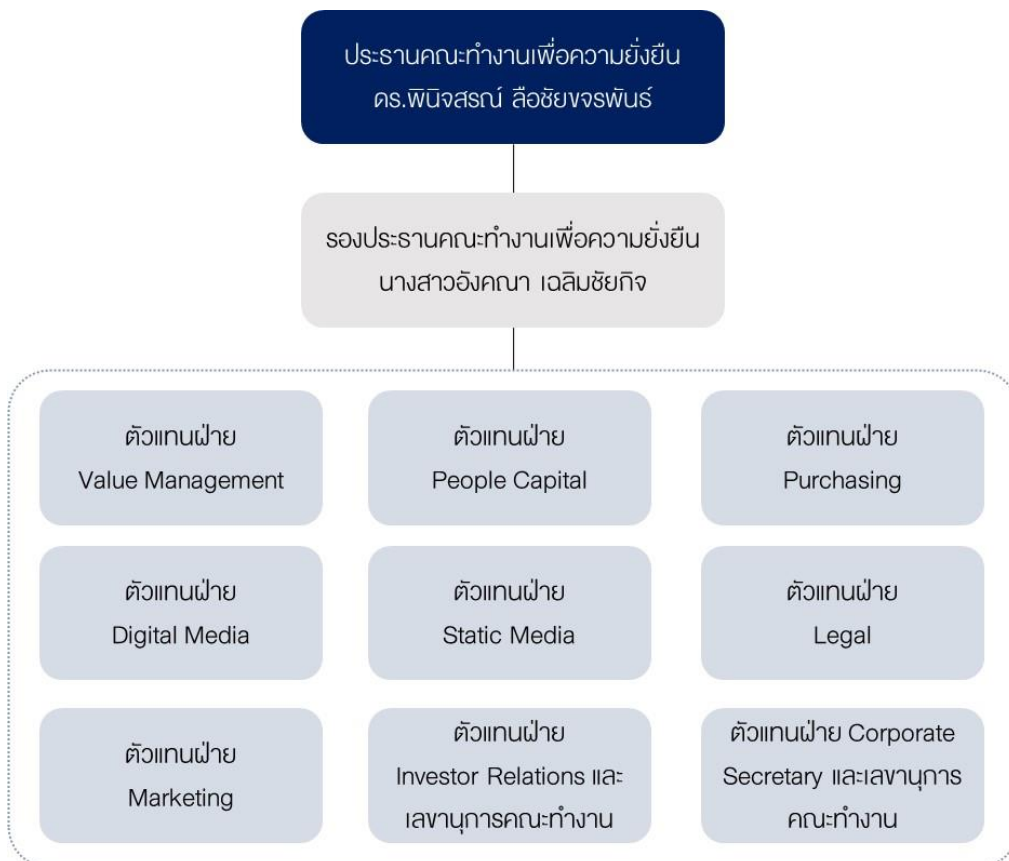 ประธานคณะทำงานเพื่อความยั่งยืน
ดร.พินิจสรณ์ ลือชัยขจรพันธ์
รองประธานคณะทำงานเพื่อความยั่งยืน
นางสาวอังคณา เฉลิมชัยกิจ
ตัวแทนฝ่าย
Value Management
ตัวแทนฝ่าย
People Capital
ตัวแทนฝ่าย
Purchasing
ตัวแทนฝ่าย
Digital Media
ตัวแทนฝ่าย
Static Media
ตัวแทนฝ่าย
Legal
ตัวแทนฝ่าย
Marketing
ตัวแทนฝ่าย
Investor Relations และ
เลขานุการคณะทำงาน
ตัวแทนฝ่าย Corporate
Secretary และเลขานุการ
คณะทำงาน